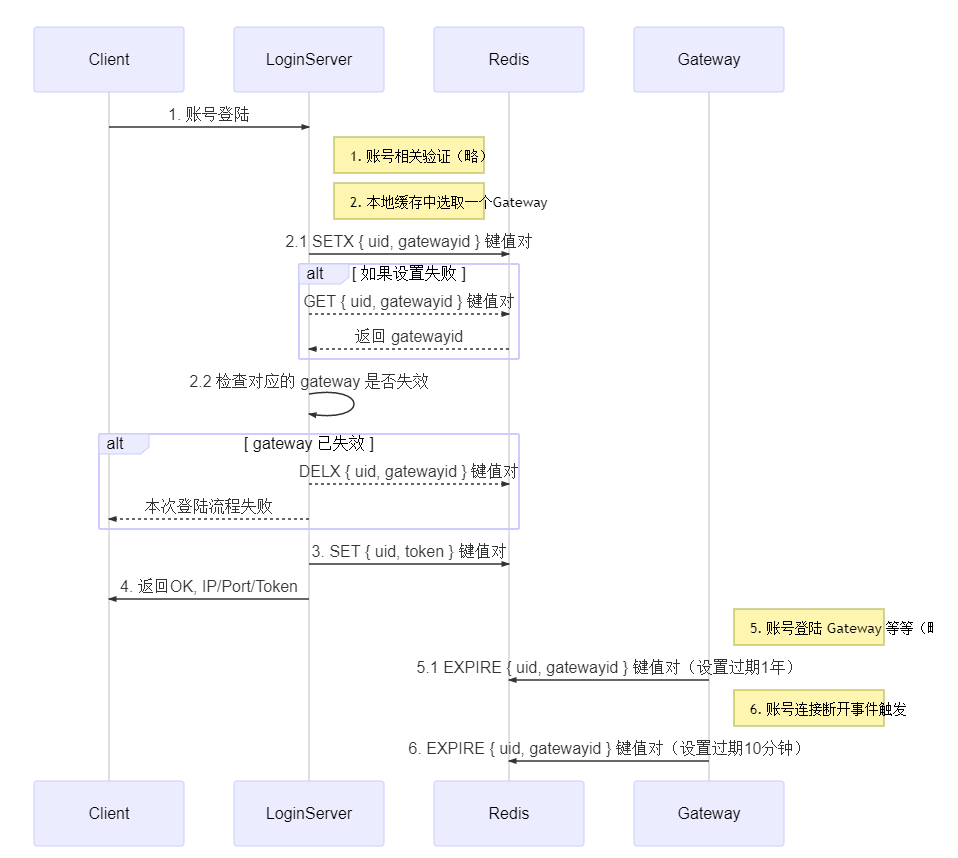 Client
LoginServer
Redis
Gateway
1. 账号登陆
1. 账号相关验证（略）
2. 本地缓存中选取一个Gateway
2.1 SETX { uid, gatewayid } 键值对
alt
[ 如果设置失败 ]
GET { uid, gatewayid } 键值对
返回 gatewayid
2.2 检查对应的 gateway 是否失效
alt
[ gateway 已失效 ]
DELX { uid, gatewayid } 键值对
本次登陆流程失败
3. SET { uid, token } 键值对
4. 返回OK, IP/Port/Token
5. 账号登陆 Gateway 等等（
5.1 EXPIRE { uid, gatewayid } 键值对（设置过期1年）
6. 账号连接断开事件触发
6. EXPIRE { uid, gatewayid } 键值对（设置过期10分钟）
Client
LoginServer
Redis
Gateway